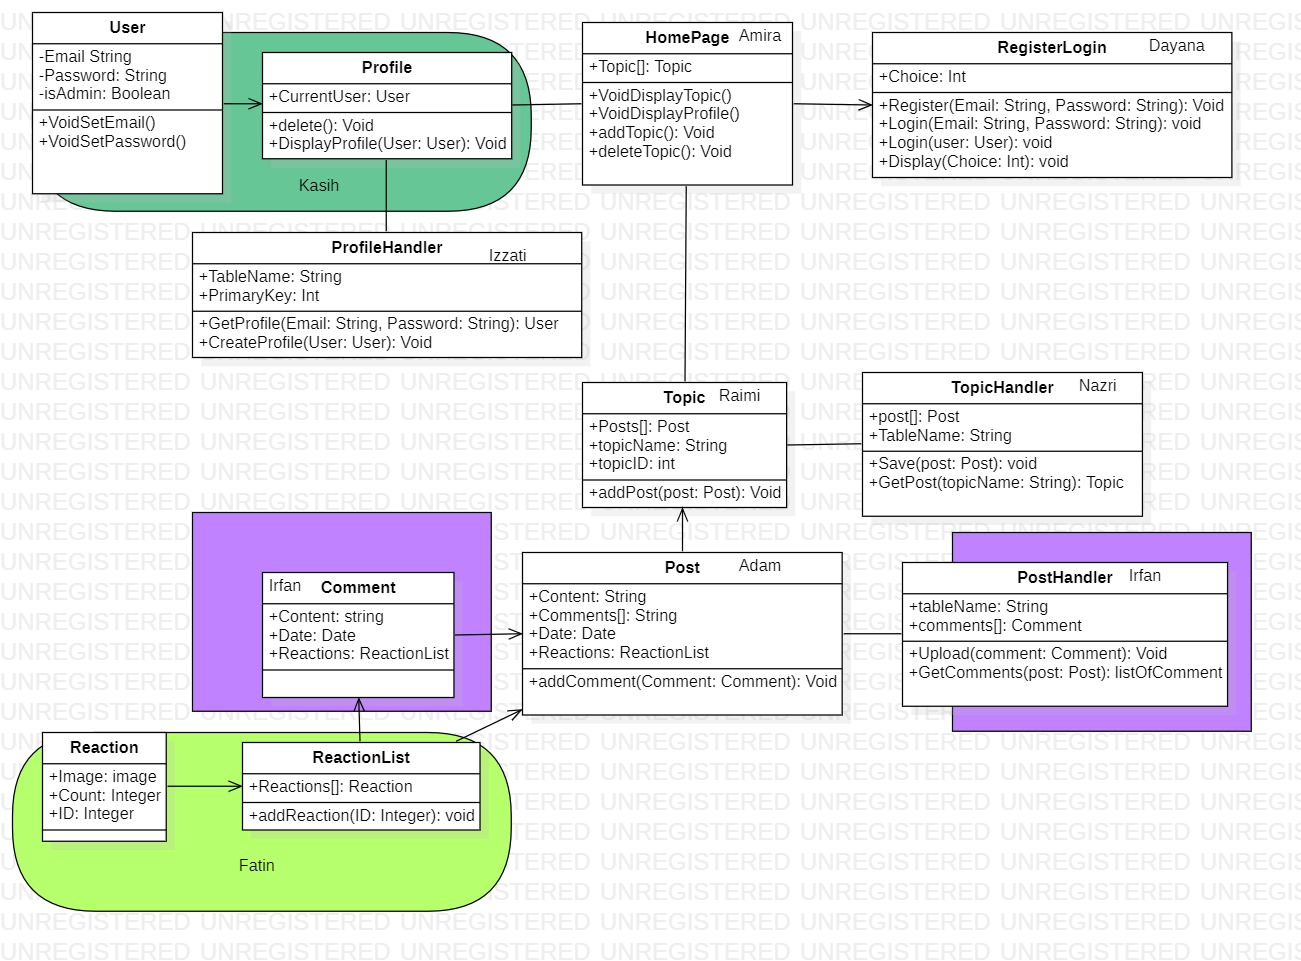 User
-Email String
-Password: String
-isAdmin: Boolean
+VoidSetEmail()
+VoidSetPassword()
Profile
+CurrentUser: User
+delete(): Void
+DisplayProfile(User: User): Void
Kasih
HomePage Amira
+Topic[]: Topic
+VoidDisplayTopic()
+VoidDisplayProfile()
+addTopic(): Void
+deleteTopic(): Void
RegisterLogin Dayana
+Choice: Int
+Register(Email: String, Password: String): Void
+Login(Email: String, Password: String): void
+Login(user: User): void
+Display(Choice: Int): void
ProfileHandler Izzati
+TableName: String
+PrimaryKey: Int
+GetProfile(Email: String, Password: String): User
+CreateProfile(User: User): Void
Topic Raimi
+Posts[]: Post
+topicName: String
+topicID: int
+addPost(post: Post): Void
TopicHandler Nazri
+post[]: Post
+TableName: String
+Save(post: Post): void
+GetPost(topicName: String): Topic
Irfan Comment
+Content: string
+Date: Date
+Reactions: ReactionList
Post Adam
+Content: String
+Comments[]: String
+Date: Date
+Reactions: ReactionList
+addComment(Comment: Comment): Void
PostHandler Irfan
+tableName: String
+comments[]: Comment
+Upload(comment: Comment): Void
+GetComments(post: Post): listOfComment
Reaction
+Image: image
+Count: Integer
+ID: Integer
ReactionList
+Reactions[]: Reaction
+addReaction(ID: Integer): void
Fatin
UNREGISTERED